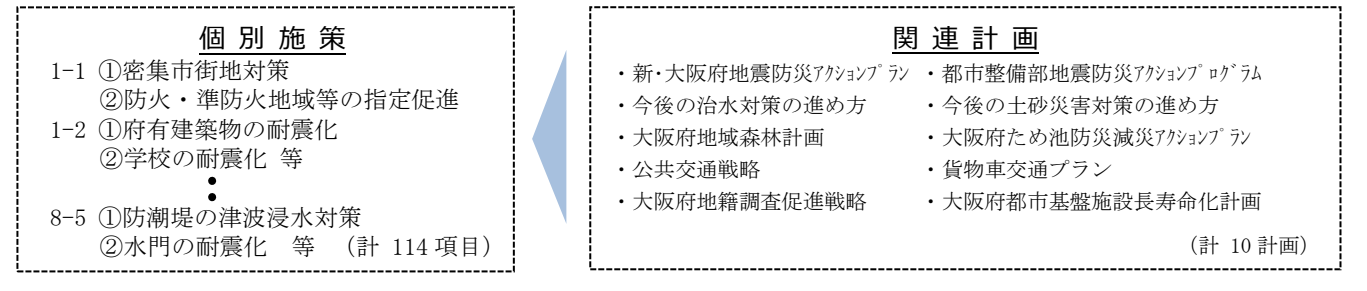 個 別 施 策
1-1 ①密集市街地対策
②防火・準防火地域等の指定促進
1-2 ①府有建築物の耐震化
②学校の耐震化 等
8-5 ①防潮堤の津波浸水対策
②水門の耐震化　等　（計 114 項目）
関 連 計 画
・新・大阪府地震防災ｱｸｼｮﾝﾌﾟﾗﾝ ・都市整備部地震防災ｱｸｼｮﾝﾌﾟﾛｸﾞﾗﾑ
・今後の治水対策の進め方 ・今後の土砂災害対策の進め方
・大阪府地域森林計画 ・大阪府ため池防災減災ｱｸｼｮﾝﾌﾟﾗﾝ
・公共交通戦略 ・貨物車交通プラン
・大阪府地籍調査促進戦略 ・大阪府都市基盤施設長寿命化計画
（計 10 計画）